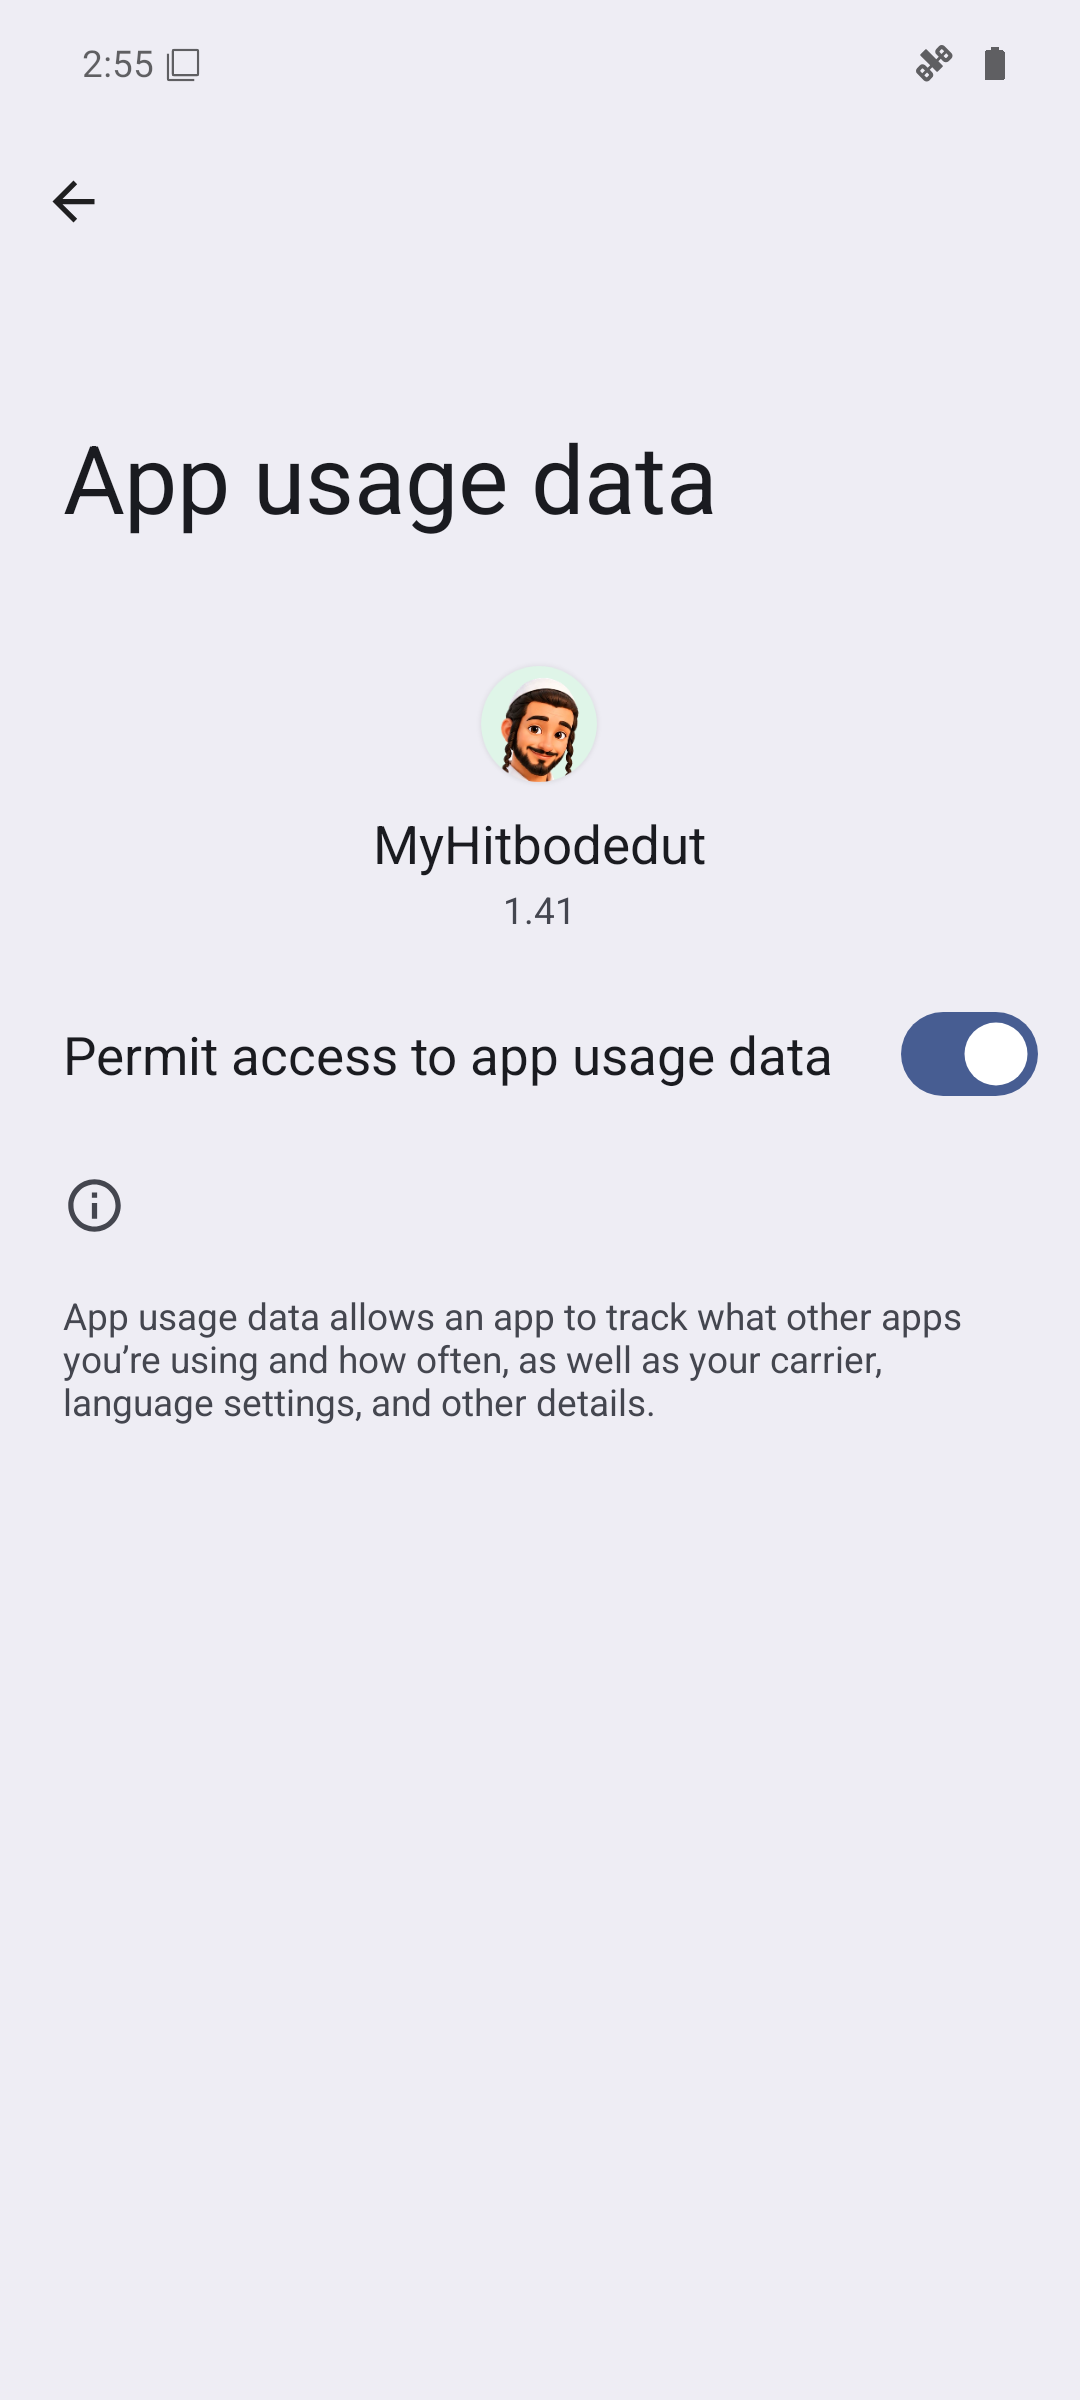 2:55
App usage data
MyHitbodedut
1.41
Permit access to app usage data
App usage data allows an app to track what other apps
you’re using and how often, as well as your carrier,
language settings, and other details.